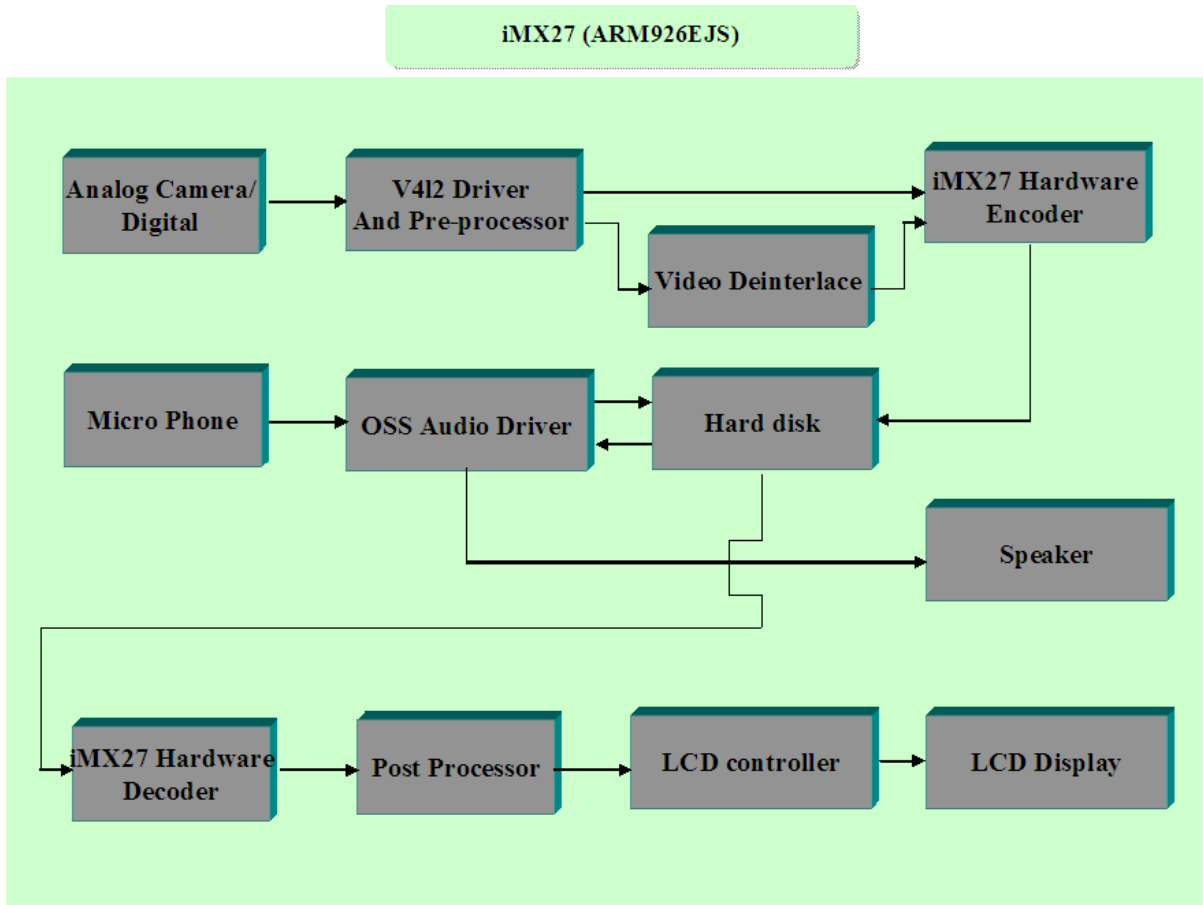 iMX27 (ARM926EJS)
Analog Camera/
Digital
V4l2 Driver
And Pre-processor
iMX27 Hardware
Encoder
Video Deinterlace
Micro Phone
OSS Audio Driver
Hard disk
Speaker
iMX27 Hardware
Decoder
Post Processor
LCD controller
LCD Display